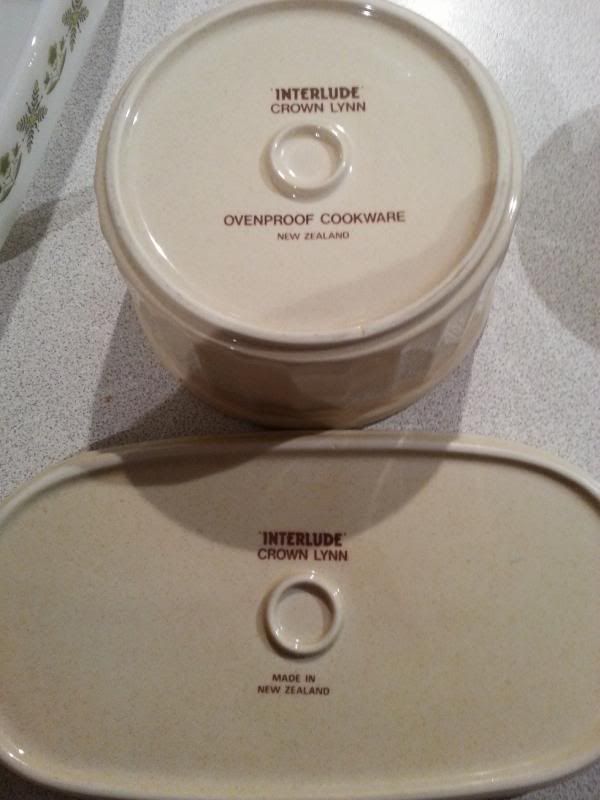 'INTERLUDE'
CROWN LYNN
OVENPROOF COOKWARE
NEW ZEALAND
'INTERLUDE'
CROWN LYNN
MADE IN
NEW ZEALAND